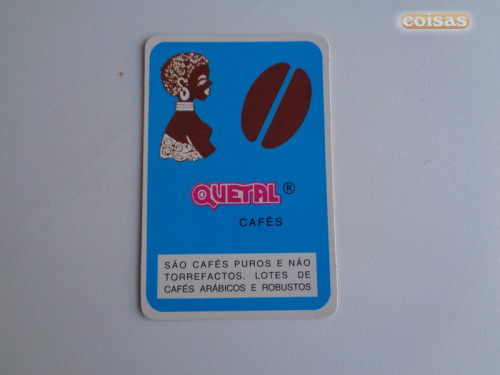 coisas
QUETAL ®
CAFÉS
SÃO CAFÉS PUROS E NÃO
TORREFACTOS. LOTES DE
CAFÉS ARÁBICOS E ROBUSTOS